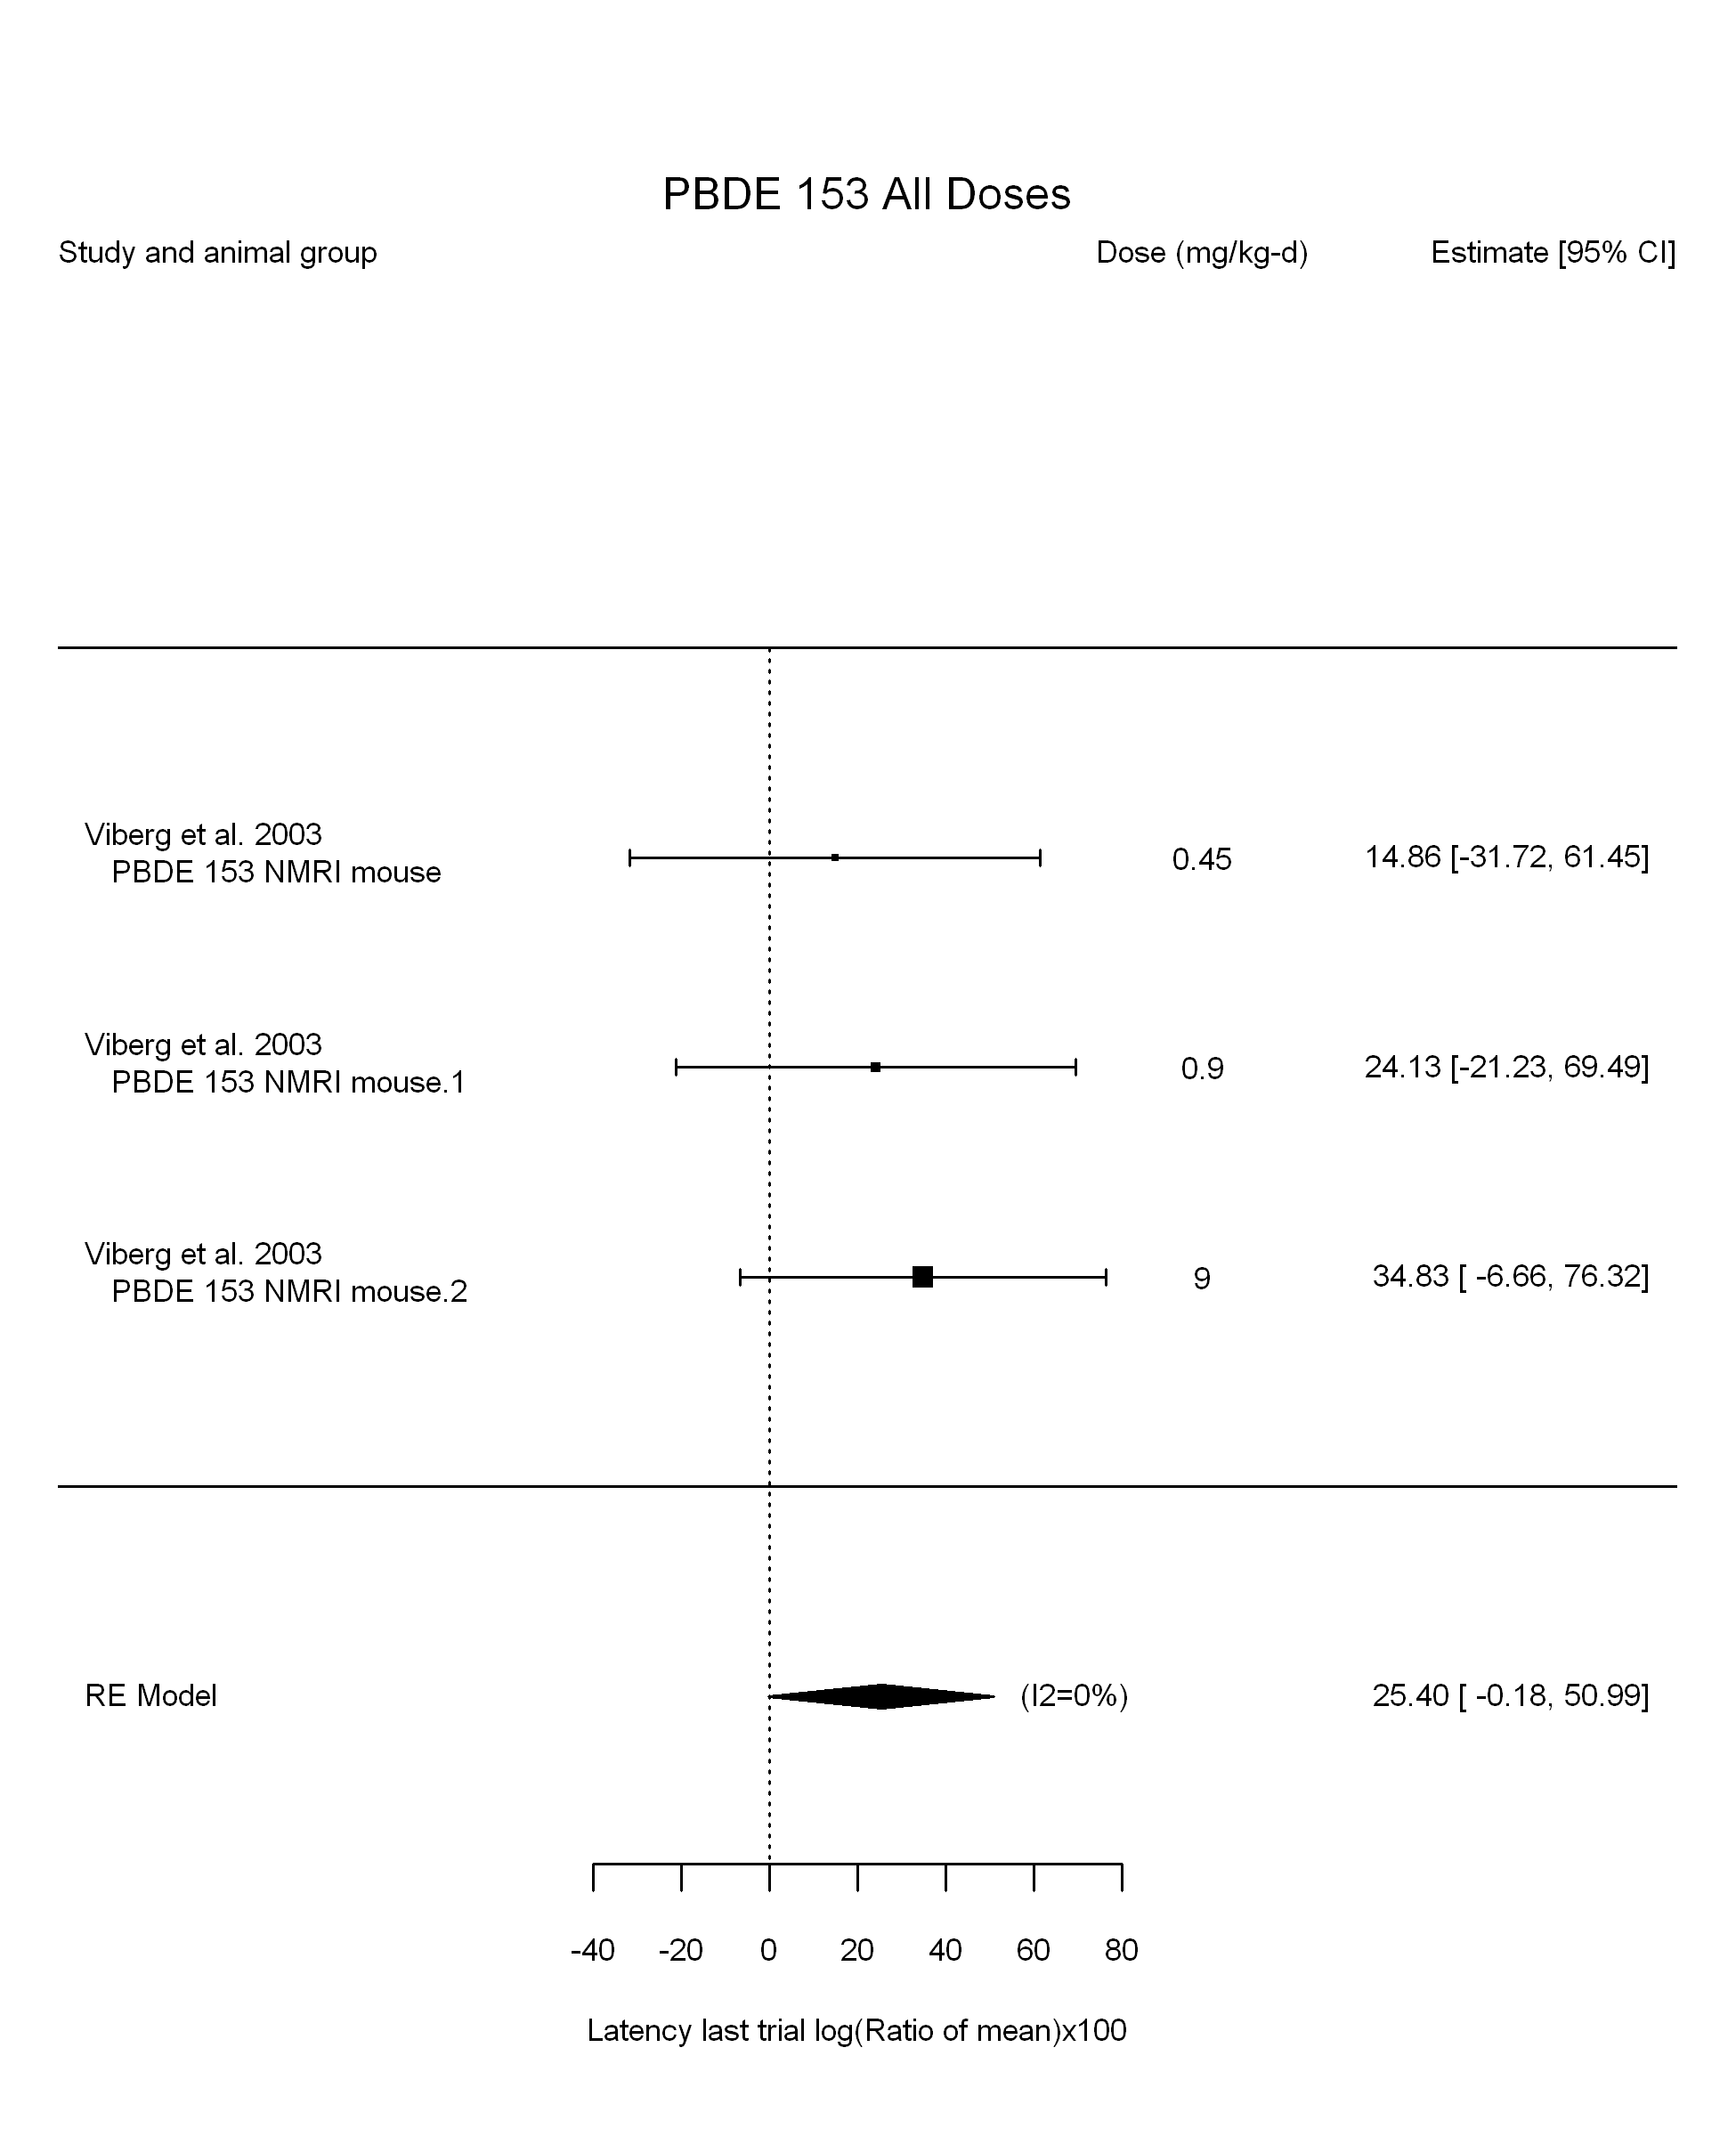 PBDE 153 All Doses
Study and animal group Dose (mg/kg-d) Estimate [95% CI]
Viberg et al. 2003
PBDE 153 NMRI mouse 0.45 14.86 [-31.72, 61.45]
Viberg et al. 2003
PBDE 153 NMRI mouse.1 0.9 24.13 [-21.23, 69.49]
Viberg et al. 2003
PBDE 153 NMRI mouse.2 9 34.83 [ -6.66, 76.32]
RE Model (I2=0%) 25.40 [ -0.18, 50.99]
-40 -20 0 20 40 60 80
Latency last trial log(Ratio of mean)x100